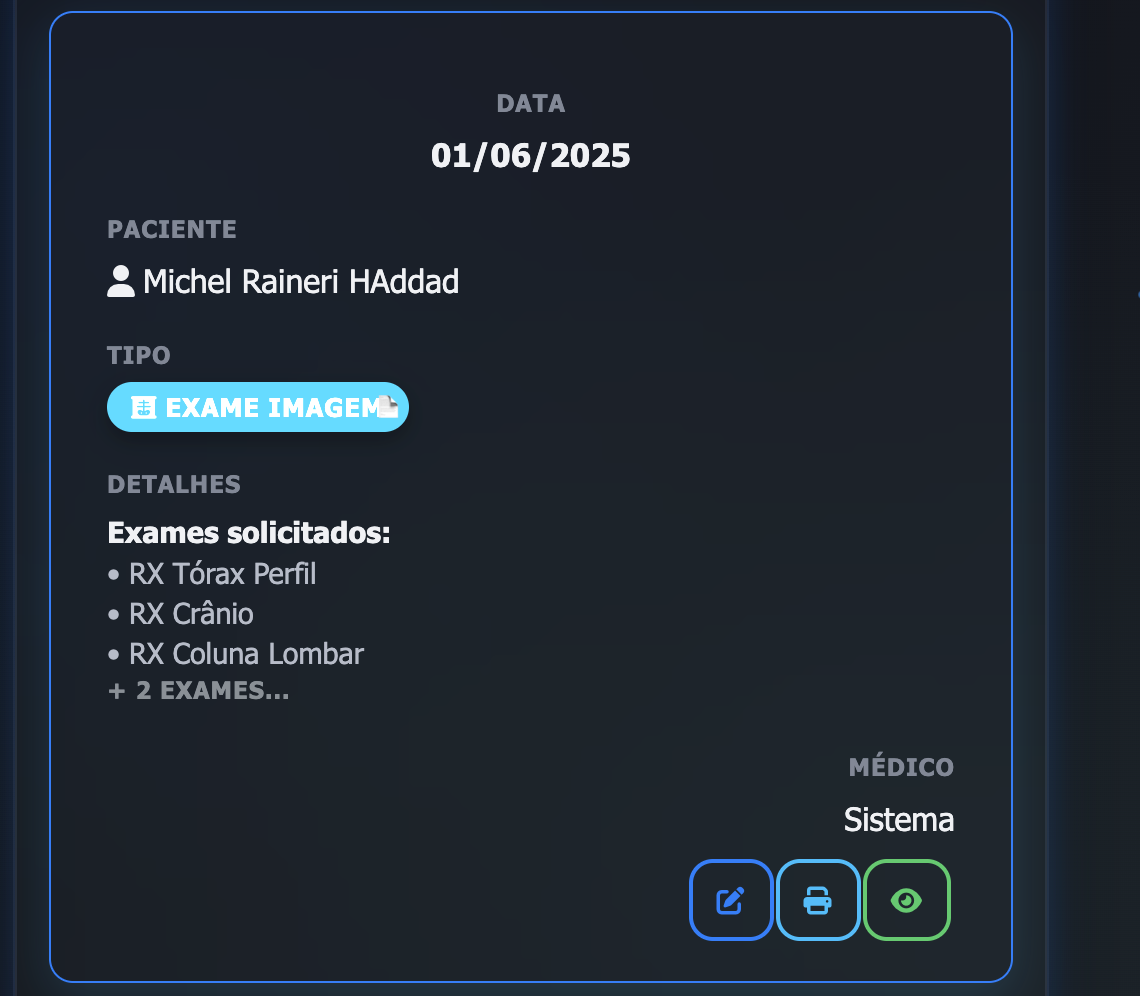 DATA
01/06/2025
PACIENTE
Michel Raineri HAddad
TIPO
EXAME IMAGEM
DETALHES
Exames solicitados:
• RX Tórax Perfil
• RX Crânio
• RX Coluna Lombar
+ 2 EXAMES...
MÉDICO
Sistema